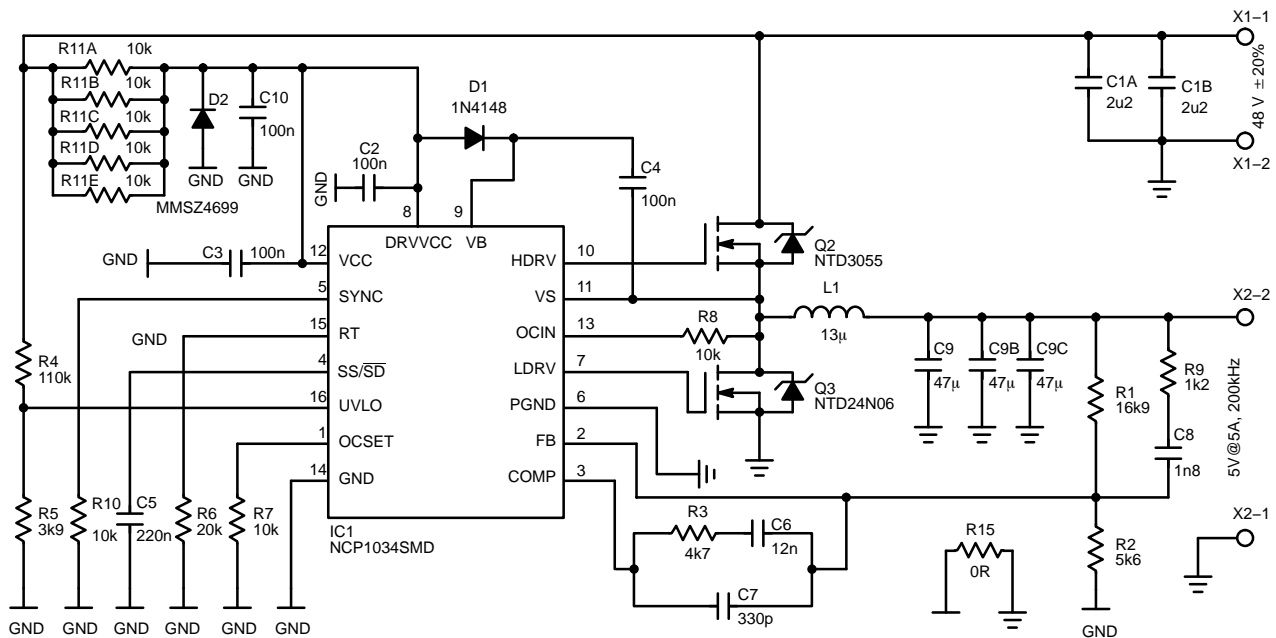 X1–1
R11A 10k
R11B 10k
R11C 10k
R11D 10k
R11E 10k
MMSZ4699
D2
GND
C10
100n
GND
D1
1N4148
C2
100n
GND
C4
100n
C1A
2u2
C1B
2u2
48 V ±20%
X1–2
8
9
DRVVCC
VB
GND
C3
100n
12
VCC
5
SYNC
GND
15
RT
4
SS/SD
16
UVLO
1
OCSET
14
GND
HDRV
10
VS
11
OCIN
13
LDRV
7
PGND
6
FB
2
COMP
3
IC1
NCP1034SMD
Q2
NTD3055
L1
13µ
X2–2
R8
10k
Q3
NTD24N06
C9
47µ
C9B
47µ
C9C
47µ
R1
16k9
R9
1k2
C8
1n8
5V@5A, 200kHz
R4
110k
R5
3k9
R10
10k
C5
220n
R6
20k
R7
10k
R3
4k7
C6
12n
C7
330p
R15
0R
R2
5k6
X2–1
GND
GND
GND
GND
GND
GND
GND